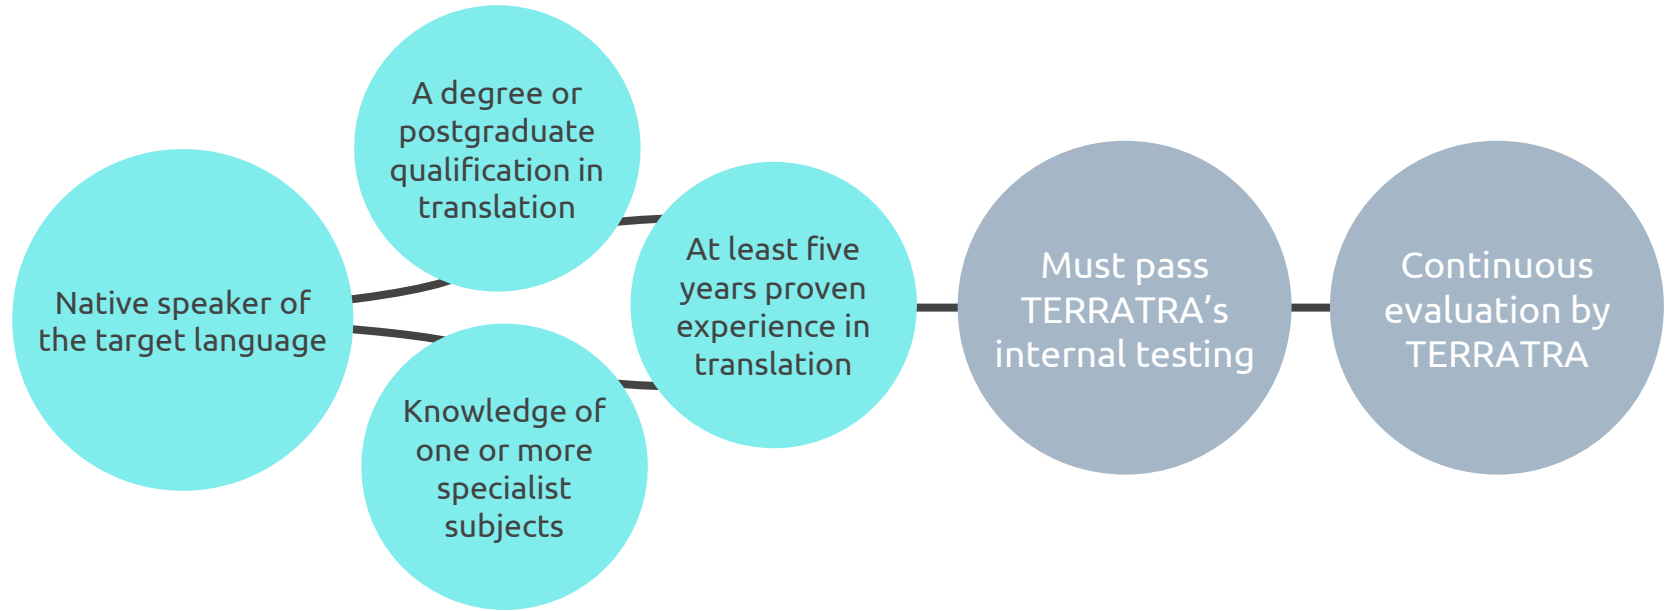 Native speaker of
the target language
A degree or
postgraduate
qualification in
translation
Knowledge of
one or more
specialist
subjects
At least five
years proven
experience in
translation
Must pass
TERRATRA’s
internal testing
Continuous
evaluation by
TERRATRA